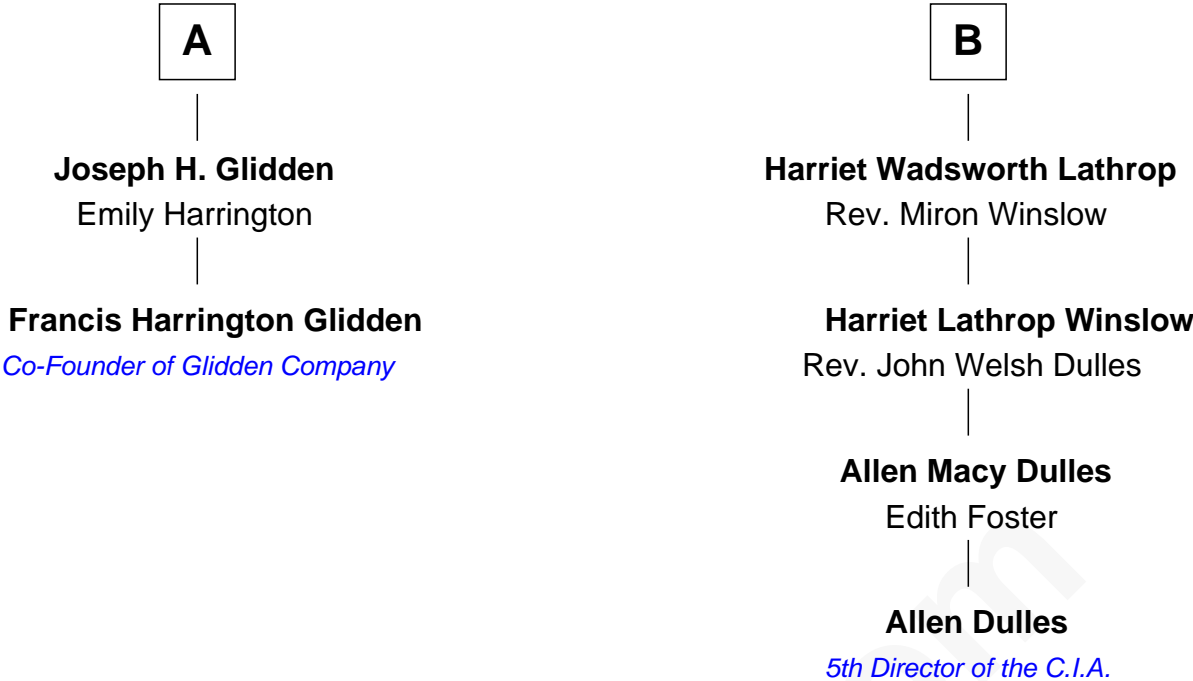 A
Joseph H. Glidden
Emily Harrington
Francis Harrington Glidden
Co-Founder of Glidden Company
B
Harriet Wadsworth Lathrop
Rev. Miron Winslow
Harriet Lathrop Winslow
Rev. John Welsh Dulles
Allen Macy Dulles
Edith Foster
Allen Dulles
5th Director of the C.I.A.